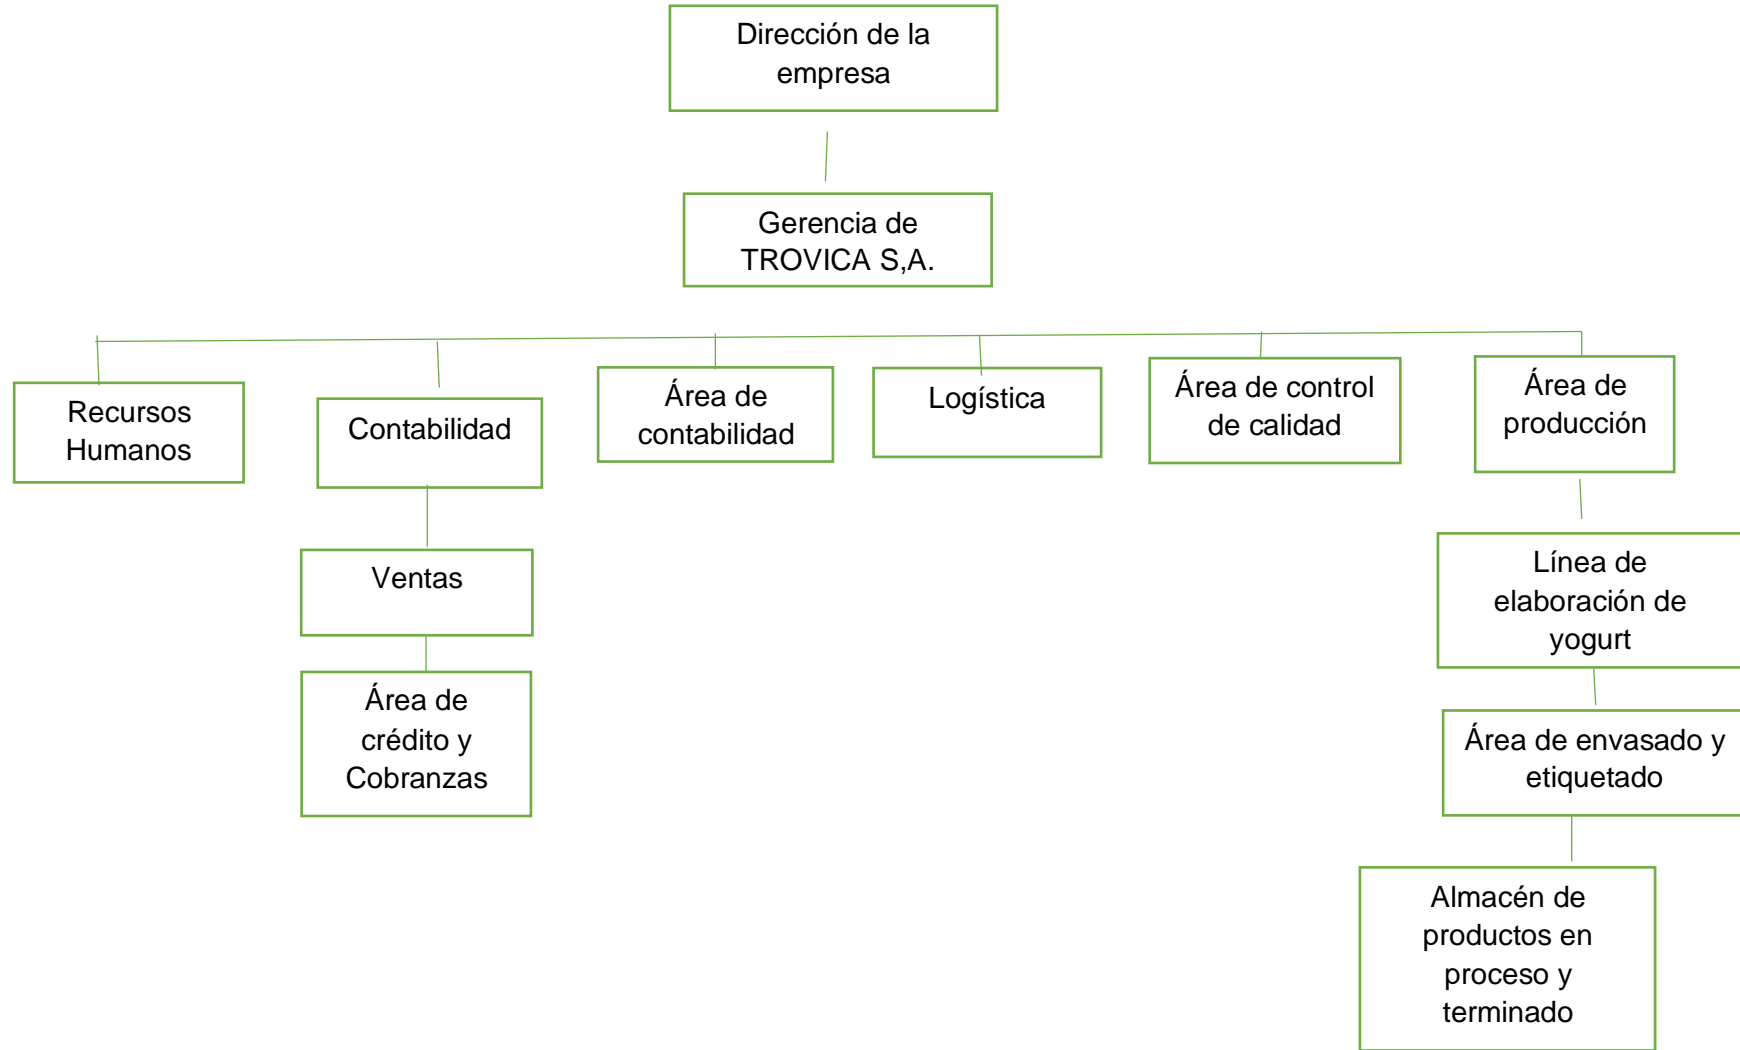 Dirección de la
empresa
Gerencia de
TROVICA S,A.
Recursos
Humanos
Contabilidad
Área de
contabilidad
Logística
Área de control
de calidad
Área de
producción
Ventas
Área de
crédito y
Cobranzas
Línea de
elaboración de
yogurt
Área de envasado y
etiquetado
Almacén de
productos en
proceso y
terminado